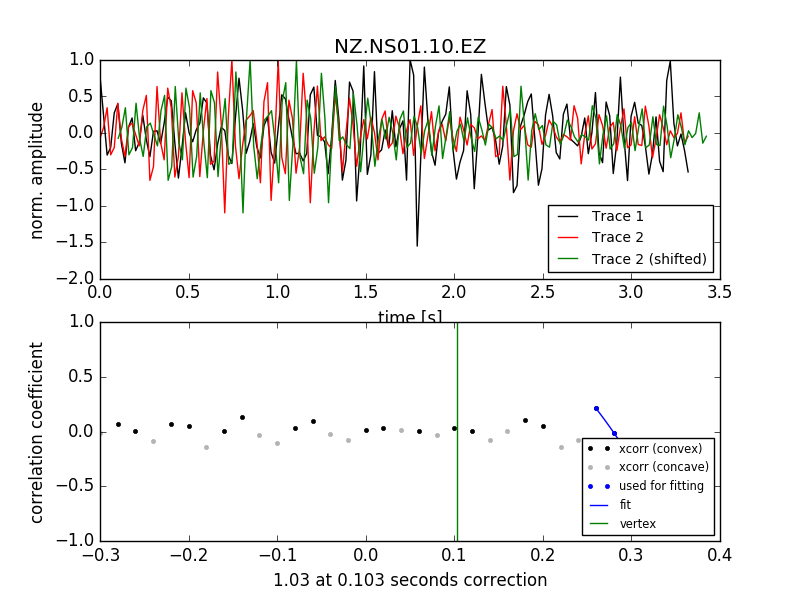 NZ.NS01.10.EZ
norm. amplitude
1.0
0.5
0.0
−0.5
−1.0
−1.5
−2.0
Trace 1
Trace 2
Trace 2 (shifted)
0.0 0.5 1.0 1.5 2.0 2.5 3.0 3.5
time [s]
correlation coefficient
1.0
0.5
0.0
−0.5
−1.0
xcorr (convex)
xcorr (concave)
used for fitting
fit
vertex
−0.3 −0.2 −0.1 0.0 0.1 0.2 0.3 0.4
1.03 at 0.103 seconds correction